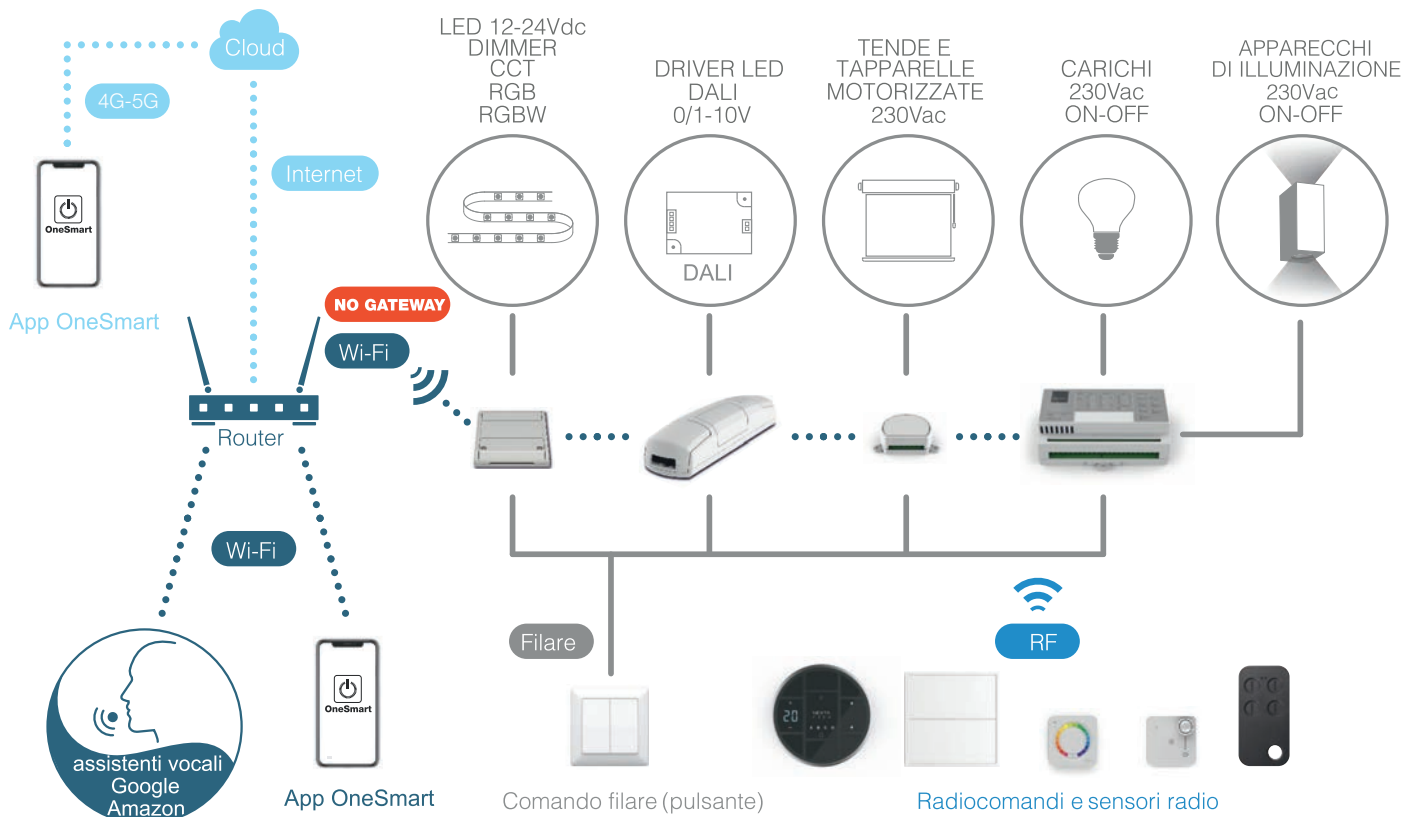 Cloud
4G-5G
Internet
OneSmart
App OneSmart
NO GATEWAY
Wi-Fi
Router
Wi-Fi
assistenti vocali
Google
Amazon
OneSmart
App OneSmart
LED 12-24Vdc
DIMMER
CCT
RGB
RGBW
DRIVER LED
DALI
0/1-10V
TENDE E
TAPPARELLE
MOTORIZZATE
230Vac
CARICHI
230Vac
ON-OFF
APPARECCHI
DI ILLUMINAZIONE
230Vac
ON-OFF
DALI
Filare
RF
20
Comando filare (pulsante)
Radiocomandi e sensori radio